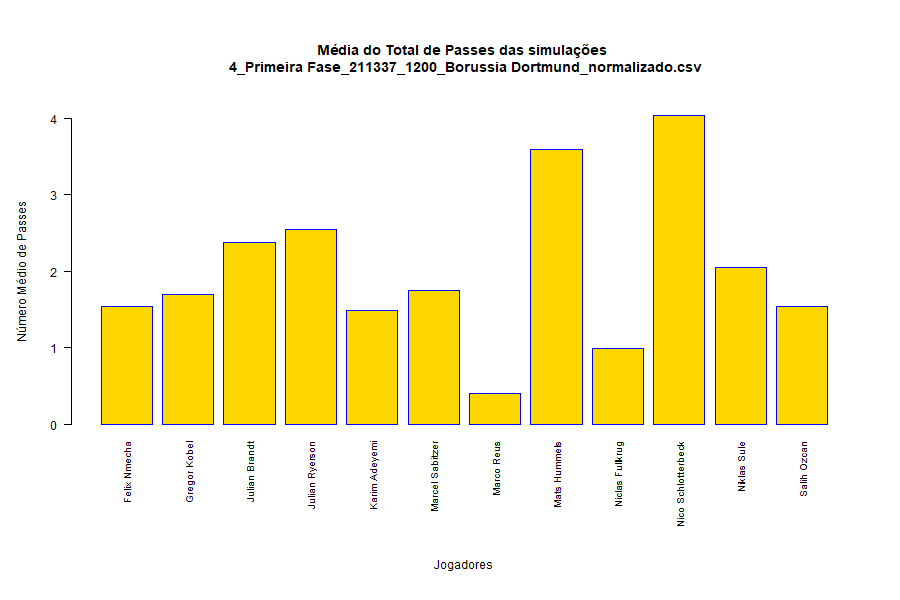 Média do Total de Passes das simulações
4_Primeira Fase_211337_1200_Borussia Dortmund_normalizado.csv
Número Médio de Passes
4
3
2
1
0
Felix Nmecha
Gregor Kobel
Julian Brandt
Julian Ryerson
Karim Adeyemi
Marcel Sabitzer
Marco Reus
Mats Hummels
Niclas Fulkrug
Nico Schlotterbeck
Niklas Sule
Salih Ozcan
Jogadores